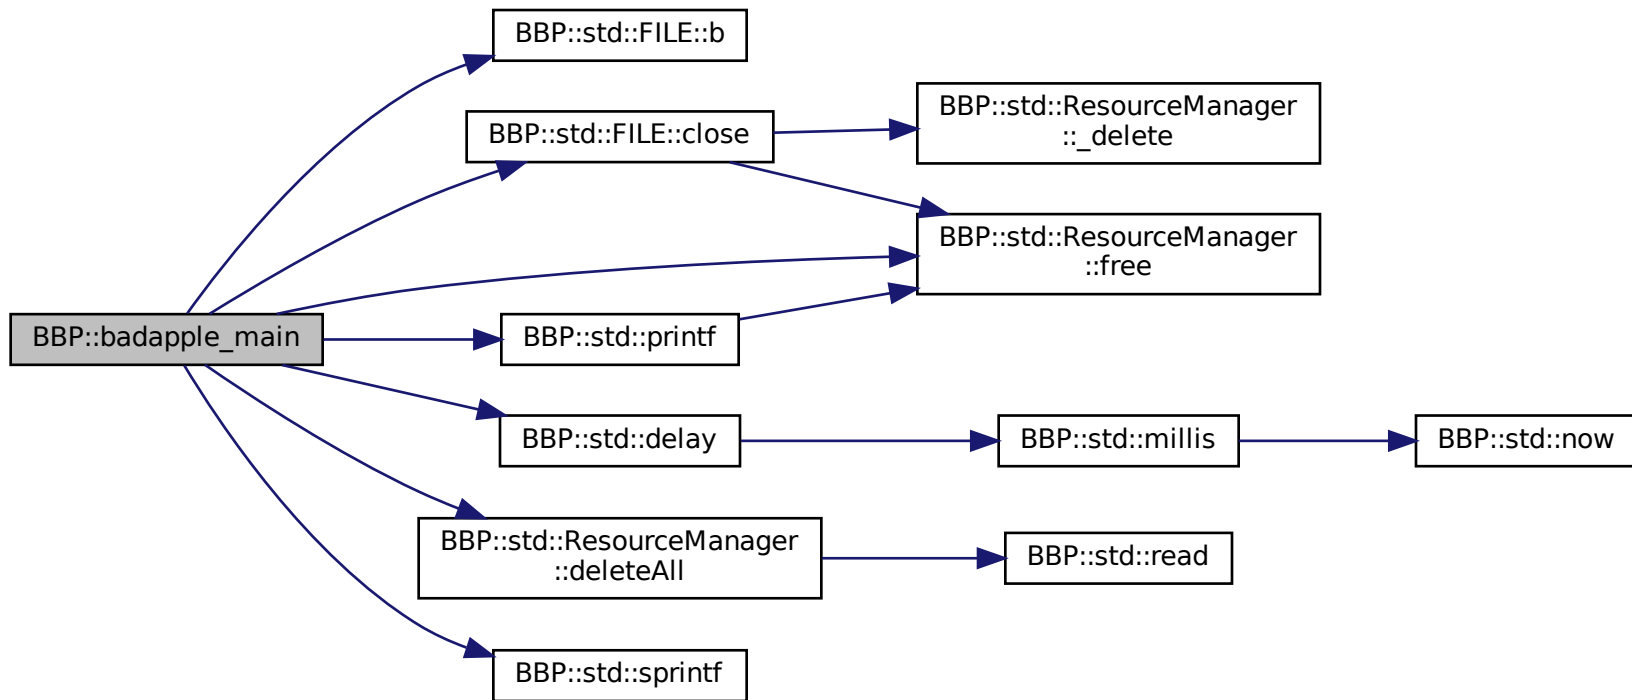 BBP::std::FILE::b
BBP::std::FILE::close
BBP::std::ResourceManager
::_delete
BBP::std::ResourceManager
::free
BBP::badapple_main
BBP::std::printf
BBP::std::delay
BBP::std::millis
BBP::std::now
BBP::std::ResourceManager
::deleteAll
BBP::std::read
BBP::std::sprintf